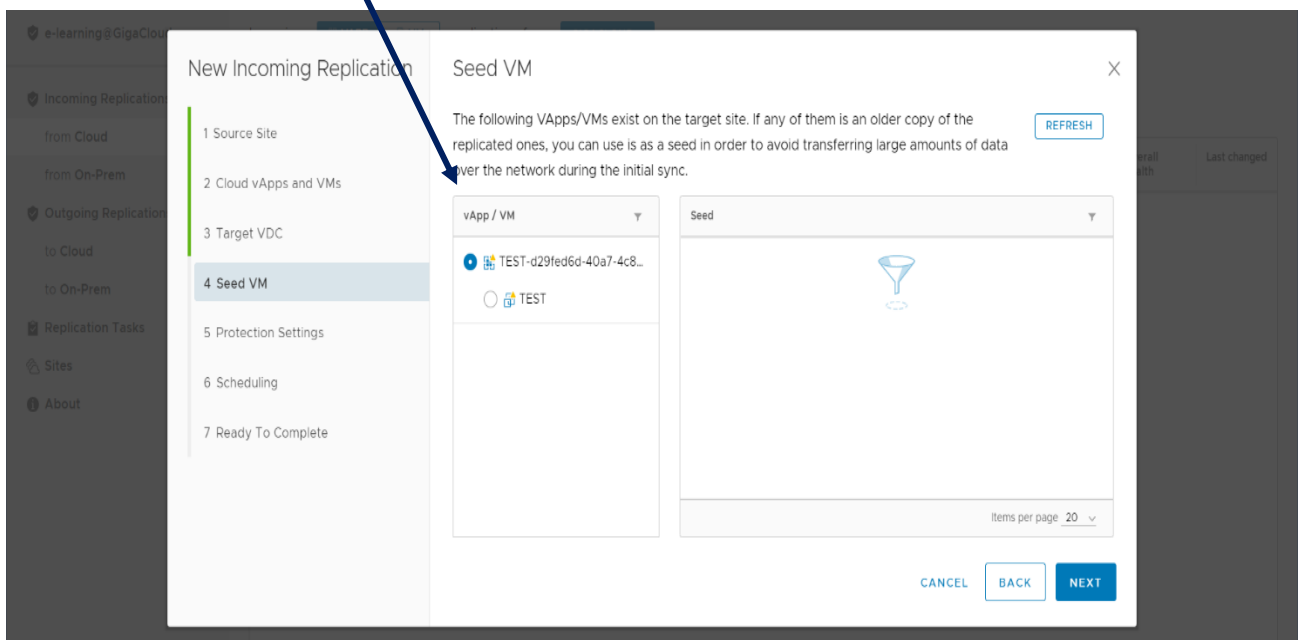 e-learning@GigaClou
Incoming Replication
from Cloud
from On-Prem
Outgoing Replication
to Cloud
to On-Prem
Replication Tasks
Sites
About
New Incoming Replication
1 Source Site
2 Cloud vApps and VMs
3 Target VDC
4 Seed VM
5 Protection Settings
6 Scheduling
7 Ready To Complete
Seed VM
The following VApps/VMs exist on the target site. If any of them is an older copy of the
replicated ones, you can use is as a seed in order to avoid transferring large amounts of data
over the network during the initial sync.
REFRESH
vApp / VM
Seed
TEST-d29fed6d-40a7-4c8...
TEST
Items per page 20
CANCEL
BACK
NEXT
erall
alth
Last changed